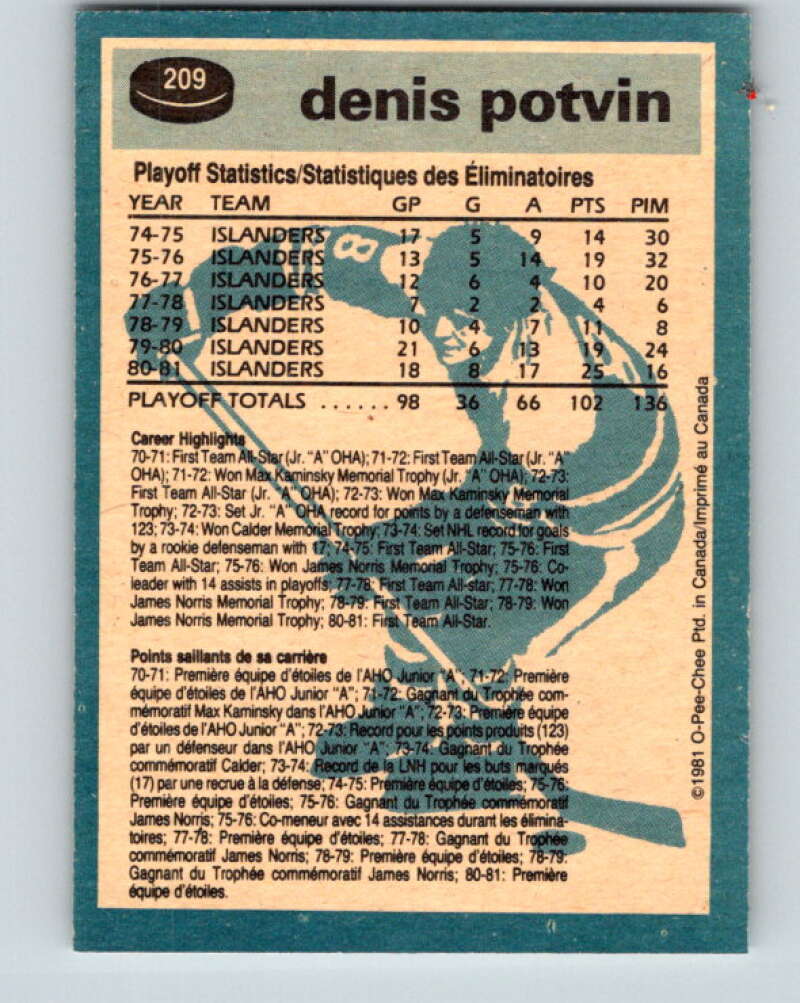 209
denis potvin
Playoff Statistics/Statistiques des Éliminatoires
YEAR TEAM GP G A PTS PIM
74-75 ISLANDERS 17 5 9 14 30
75-76 ISLANDERS 13 5 14 19 32
76-77 ISLANDERS 12 6 4 10 20
77-78 ISLANDERS 7 2 2 4 6
78-79 ISLANDERS 10 4 7 11 8
79-80 ISLANDERS 21 6 13 19 24
80-81 ISLANDERS 18 8 17 25 16
PLAYOFF TOTALS ...... 98 36 66 102 136
Career Highlights
70-71: First Team All-Star (Jr. "A" OHA); 71-72: First Team All-Star (Jr. "A"
OHA); 71-72: Won Max Kaminsky Memorial Trophy (Jr. "A" OHA); 72-73:
First Team All-Star (Jr. "A" OHA); 72-73: Won Max Kaminsky Memorial
Trophy; 72-73: Set Jr. "A" OHA record for points by a defenseman with
123; 73-74: Won Calder Memorial Trophy; 73-74: Set NHL record for goals
by a rookie defenseman with 17; 74-75: First Team All-Star; 75-76: First
Team All-Star; 75-76: Won James Norris Memorial Trophy; 75-76: Co-
leader with 14 assists in playoffs; 77-78: First Team All-star; 77-78: Won
James Norris Memorial Trophy; 78-79: First Team All-Star; 78-79: Won
James Norris Memorial Trophy; 80-81: First Team All-Star.
Points saillants de sa carrière
70-71: Première équipe d'étoiles de l'AHO Junior "A"; 71-72: Première
équipe d'étoiles de l'AHO Junior "A"; 71-72: Gagnant du Trophée com-
mémoratif Max Kaminsky dans l'AHO Junior "A"; 72-73: Première équipe
d'étoiles de l'AHO Junior "A"; 72-73: Record pour les points produits (123)
par un défenseur dans l'AHO Junior "A"; 73-74: Gagnant du Trophée
commémoratif Calder; 73-74: Record de la LNH pour les buts marqués
(17) par une recrue à la défense; 74-75: Première équipe d'étoiles; 75-76:
Première équipe d'étoiles; 75-76: Gagnant du Trophée commémoratif
James Norris; 75-76: Co-meneur avec 14 assistances durant les élimina-
toires; 77-78: Première équipe d'étoiles; 77-78: Gagnant du Trophée
commémoratif James Norris; 78-79: Première équipe d'étoiles; 78-79:
Gagnant du Trophée commémoratif James Norris; 80-81: Première
équipe d'étoiles.
©1981 O-Pee-Chee Ptd. in Canada/Imprimé au Canada
8